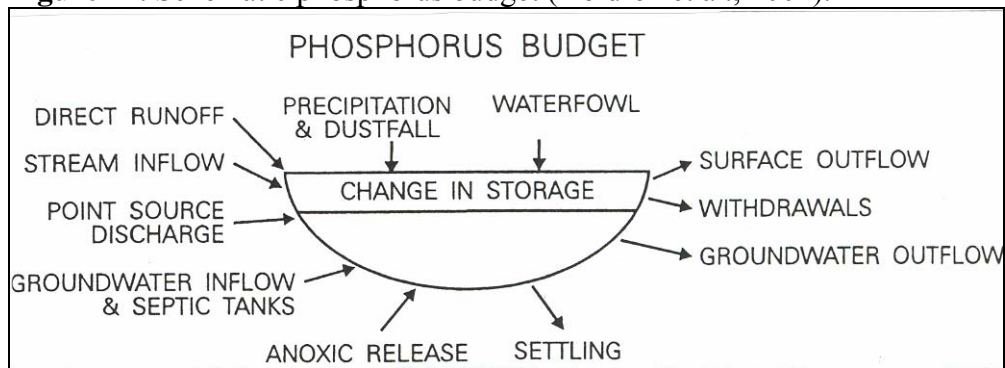 PHOSPHORUS BUDGET
DIRECT RUNOFF
PRECIPITATION
& DUSTFALL
WATERFOWL
STREAM INFLOW
SURFACE OUTFLOW
CHANGE IN STORAGE
POINT SOURCE
DISCHARGE
WITHDRAWALS
GROUNDWATER OUTFLOW
GROUNDWATER INFLOW
& SEPTIC TANKS
ANOXIC RELEASE
SETTLING